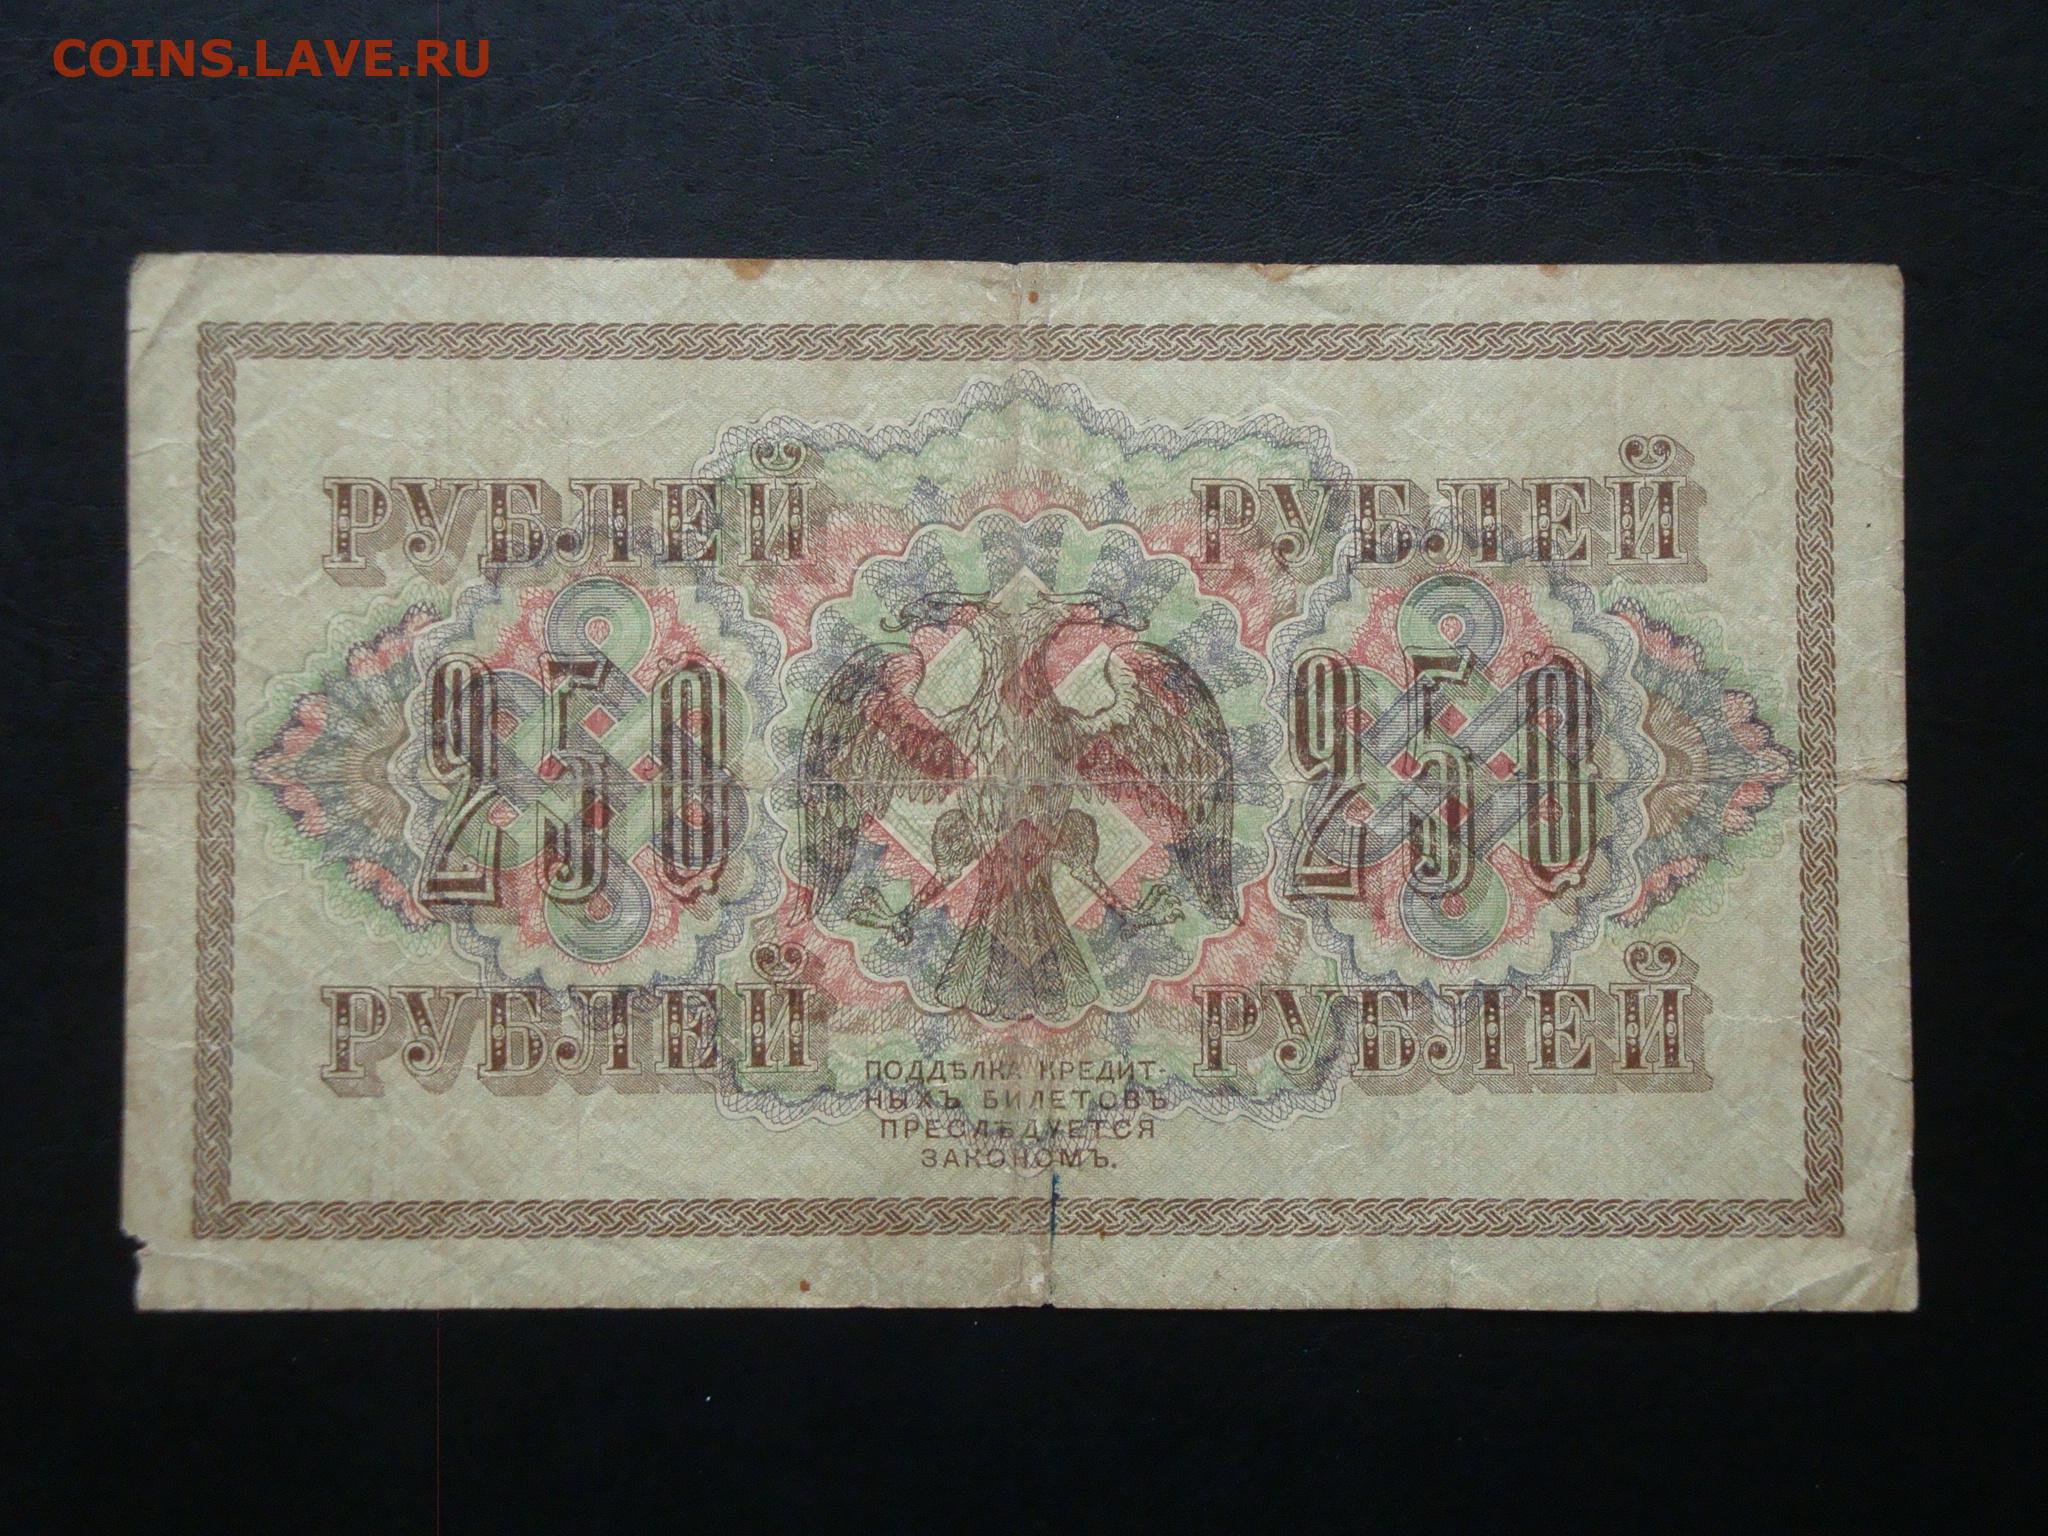 COINS.LAVE.RU
РУБЛЕЙ РУБЛЕЙ
250 250
РУБЛЕЙ РУБЛЕЙ
ПОДДѢЛКА КРЕДИТ-
НЫХЪ БИЛЕТОВЪ
ПРЕСЛѢДУЕТСЯ
ЗАКОНОМЪ.